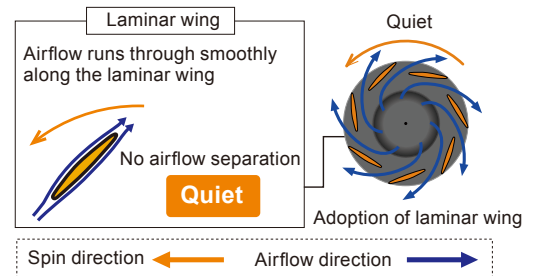 Laminar wing
Airflow runs through smoothly
along the laminar wing
No airflow separation
Quiet
Quiet
Adoption of laminar wing
Spin direction
Airflow direction